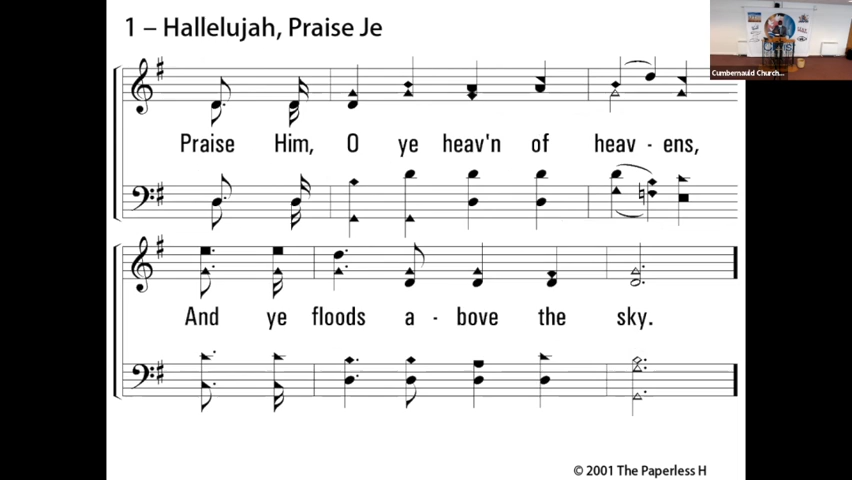 1 – Hallelujah, Praise Je
Cumbernauld Church...
Praise Him, O ye heav'n of heav - ens,
And ye floods a - bove the sky.
© 2001 The Paperless H